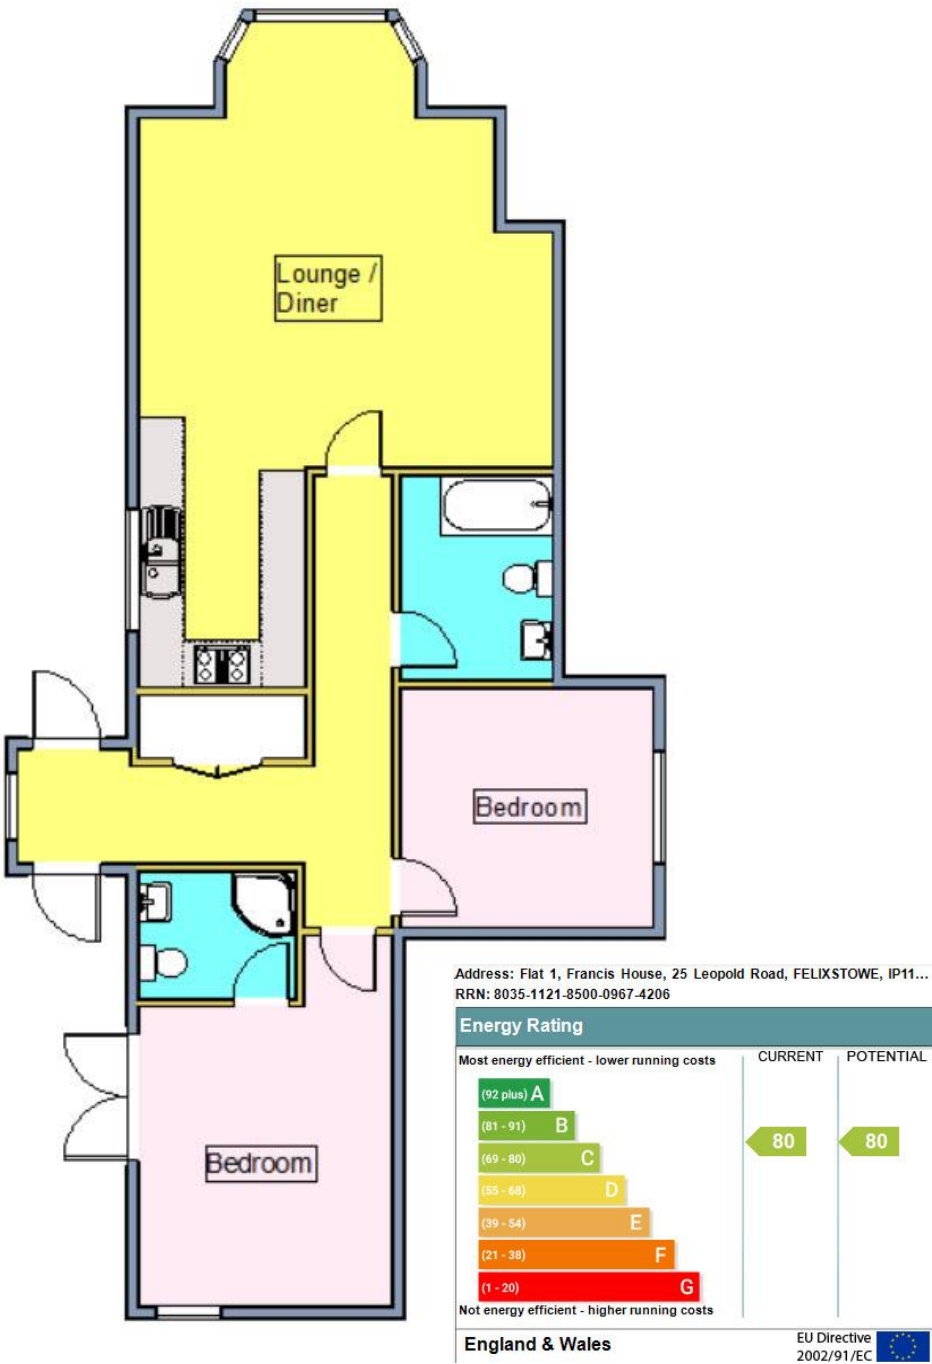 Lounge /
Diner
Bedroom
Bedroom
Address: Flat 1, Francis House, 25 Leopold Road, FELIXSTOWE, IP11...
RRN: 8035-1121-8500-0967-4206
Energy Rating
Most energy efficient - lower running costs
CURRENT POTENTIAL
(92 plus) A
(81 - 91) B
80 80
(69 - 80) C
(55 - 68) D
(39 - 54) E
(21 - 38) F
(1 - 20) G
Not energy efficient - higher running costs
England & Wales
EU Directive
2002/91/EC